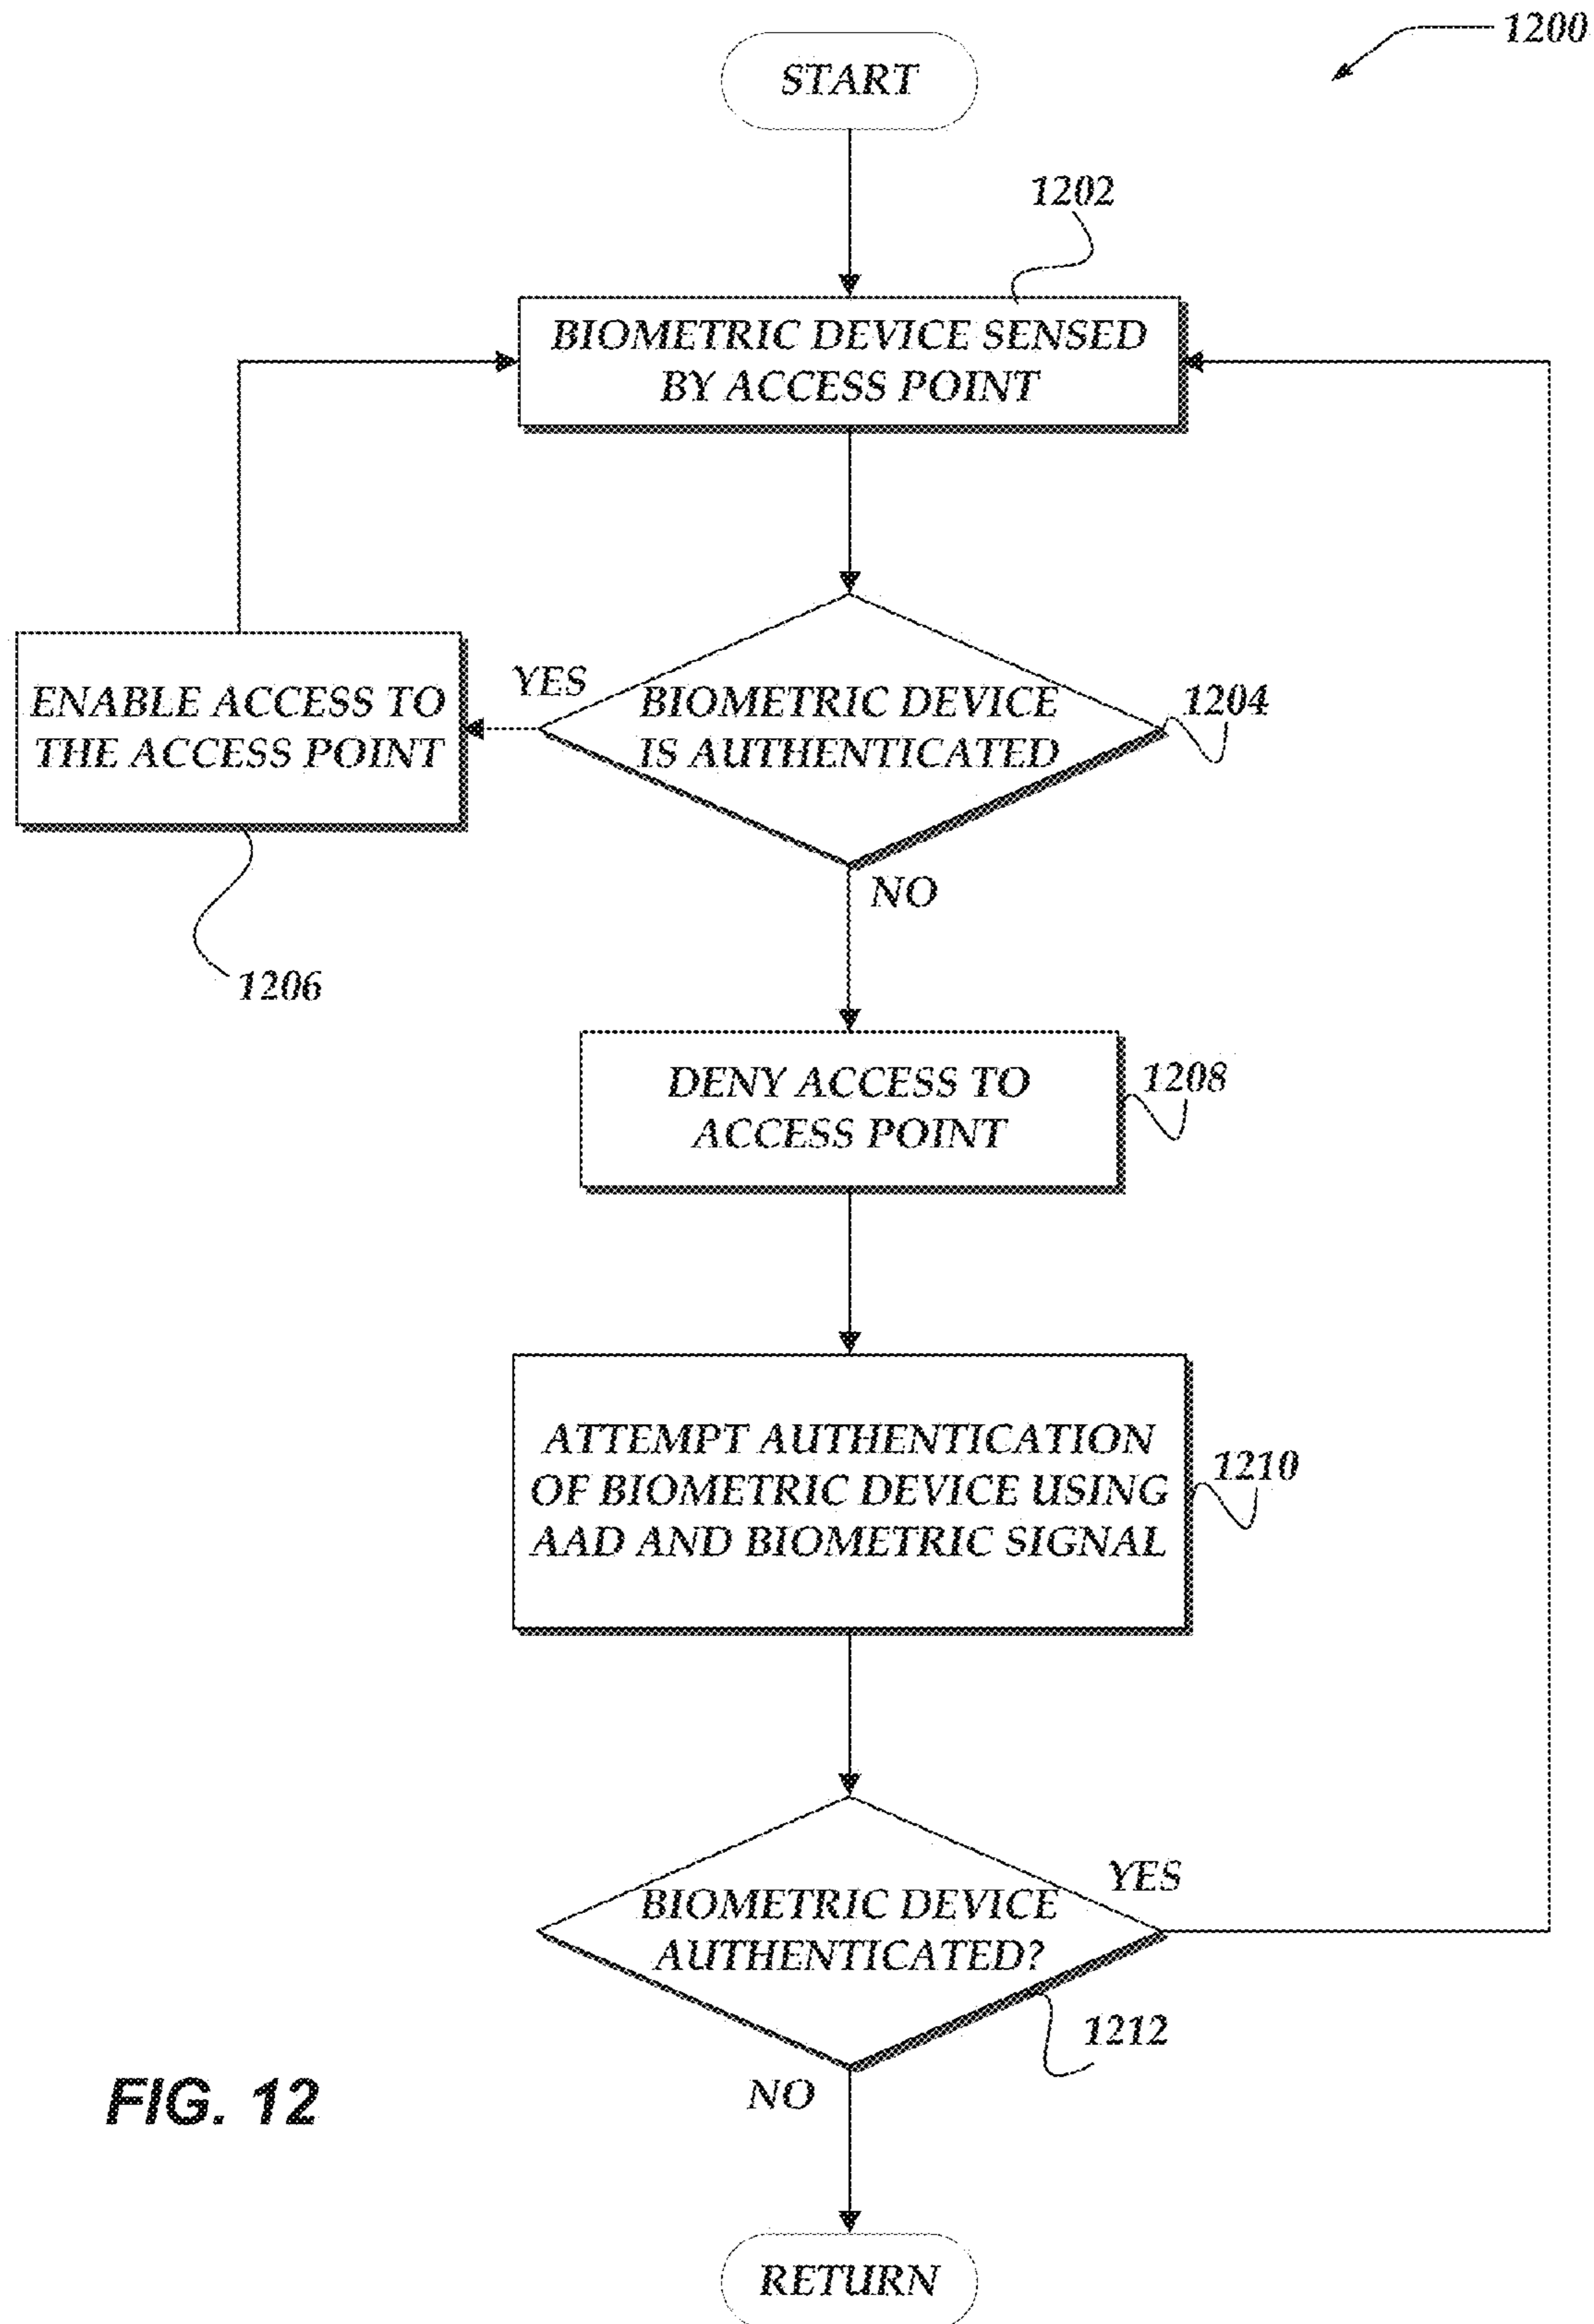 1200
START
1202
BIOMETRIC DEVICE SENSED
BY ACCESS POINT
YES
ENABLE ACCESS TO
THE ACCESS POINT
BIOMETRIC DEVICE
IS AUTHENTICATED
1204
NO
1206
DENY ACCESS TO
ACCESS POINT
1208
ATTEMPT AUTHENTICATION
OF BIOMETRIC DEVICE USING
AAD AND BIOMETRIC SIGNAL
1210
YES
BIOMETRIC DEVICE
AUTHENTICATED?
1212
NO
FIG. 12
RETURN